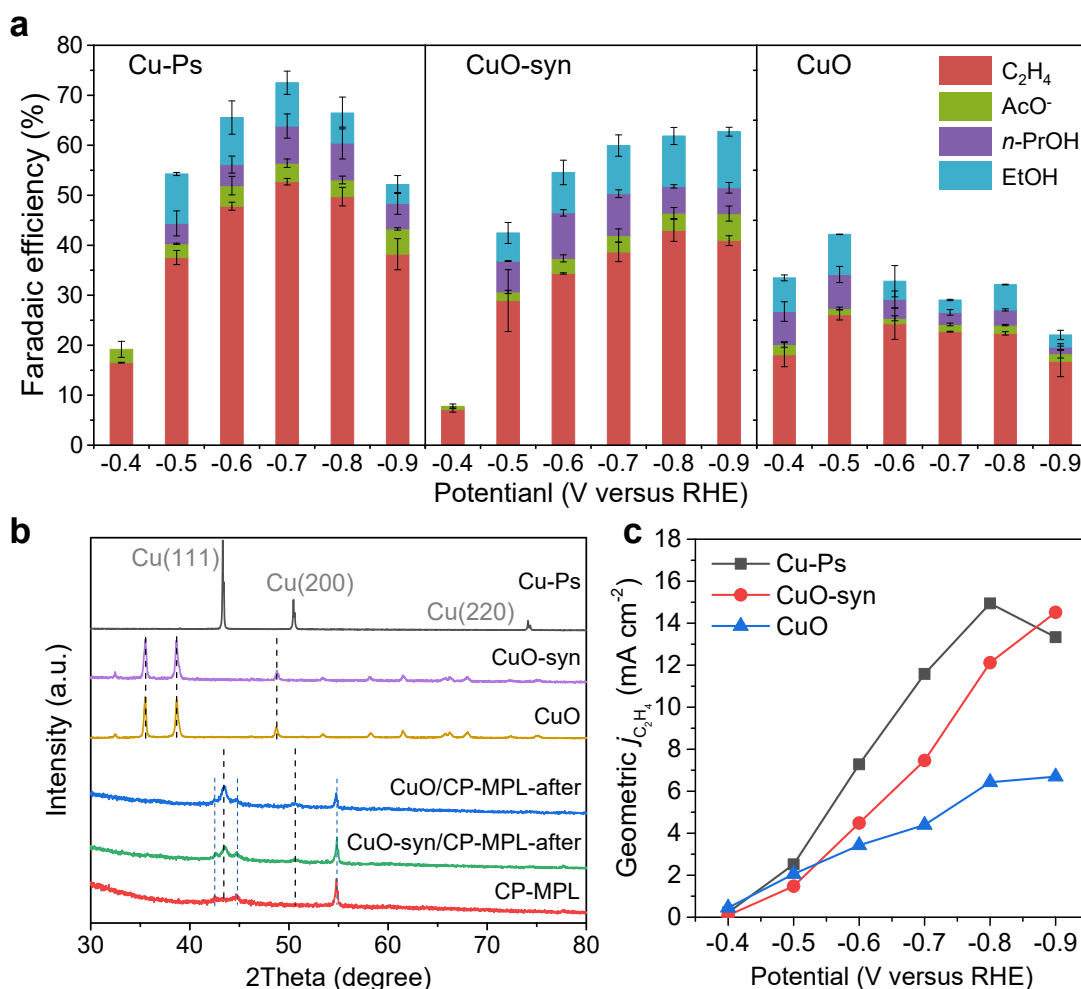 a
Faradaic efficiency (%)
80
70
60
50
40
30
20
10
0
Cu-Ps
CuO-syn
CuO
C₂H₄
AcO⁻
n-PrOH
EtOH
-0.4 -0.5 -0.6 -0.7 -0.8 -0.9 -0.4 -0.5 -0.6 -0.7 -0.8 -0.9 -0.4 -0.5 -0.6 -0.7 -0.8 -0.9
Potentianl (V versus RHE)
b
Intensity (a.u.)
Cu(111)
Cu(200)
Cu(220)
Cu-Ps
CuO-syn
CuO
CuO/CP-MPL-after
CuO-syn/CP-MPL-after
CP-MPL
30 40 50 60 70 80
2Theta (degree)
c
Geometric j C₂H₄ (mA cm⁻²)
18
16
14
12
10
8
6
4
2
0
Cu-Ps
CuO-syn
CuO
-0.4 -0.5 -0.6 -0.7 -0.8 -0.9
Potential (V versus RHE)